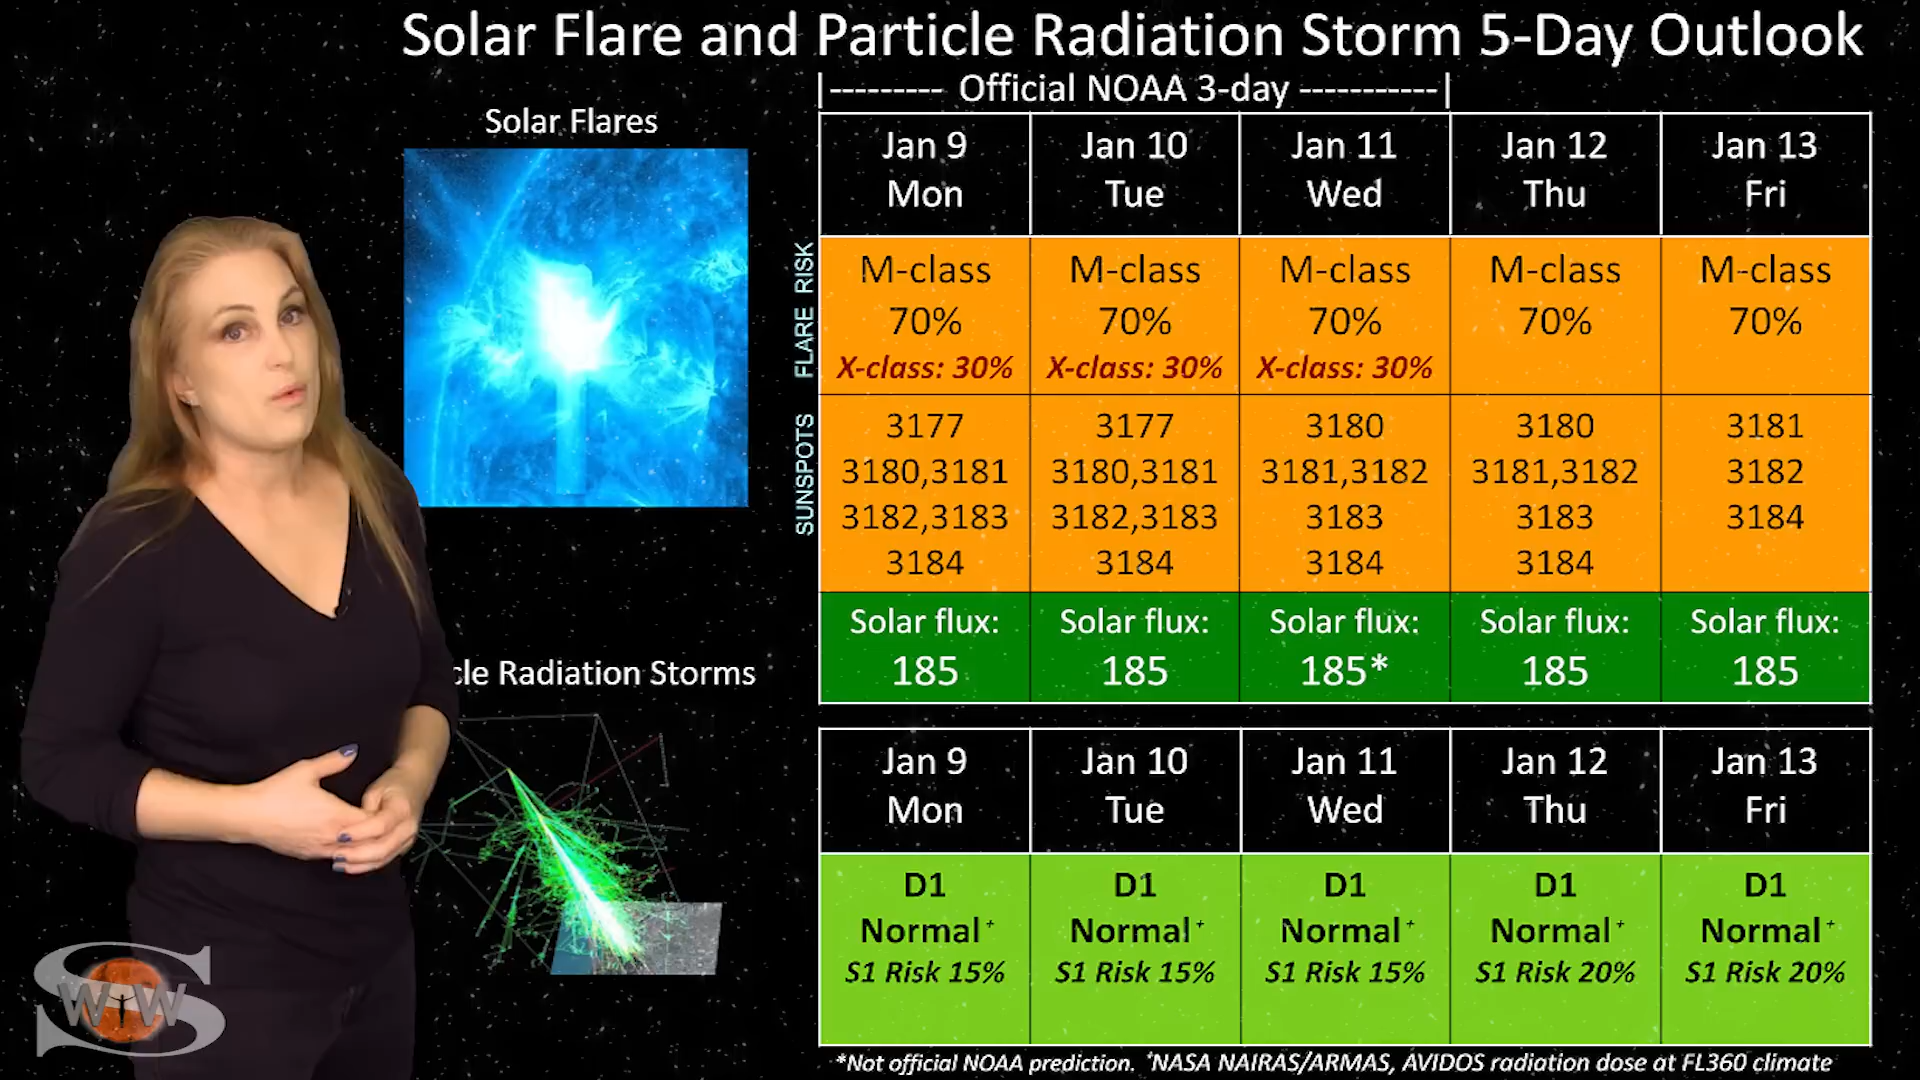 Solar Flare and Particle Radiation Storm 5-Day Outlook
|--------- Official NOAA 3-day -----------|
Solar Flares
Jan 9 Mon
Jan 10 Tue
Jan 11 Wed
Jan 12 Thu
Jan 13 Fri
FLARE RISK
M-class 70% X-class: 30%
M-class 70% X-class: 30%
M-class 70% X-class: 30%
M-class 70%
M-class 70%
SUNSPOTS
3177 3180,3181 3182,3183 3184
3177 3180,3181 3182,3183 3184
3180 3181,3182 3183 3184
3180 3181,3182 3183 3184
3181 3182 3184
Solar flux: 185
Solar flux: 185
Solar flux: 185*
Solar flux: 185
Solar flux: 185
cle Radiation Storms
Jan 9 Mon
Jan 10 Tue
Jan 11 Wed
Jan 12 Thu
Jan 13 Fri
D1 Normal+ S1 Risk 15%
D1 Normal+ S1 Risk 15%
D1 Normal+ S1 Risk 15%
D1 Normal+ S1 Risk 20%
D1 Normal+ S1 Risk 20%
*Not official NOAA prediction. +NASA NAIRAS/ARMAS, AVIDOS radiation dose at FL360 climate
S WTW